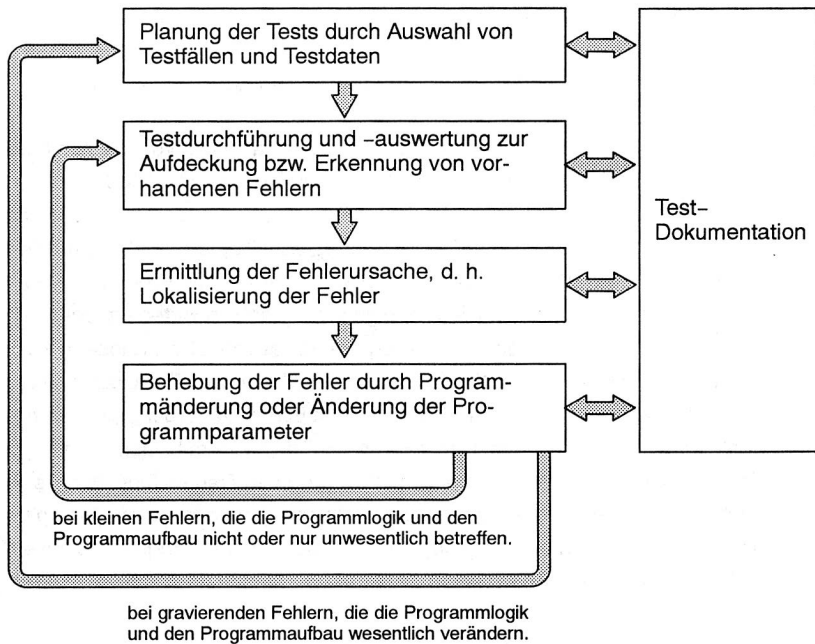 Planung der Tests durch Auswahl von
Testfällen und Testdaten
Testdurchführung und –auswertung zur
Aufdeckung bzw. Erkennung von vor-
handenen Fehlern
Ermittlung der Fehlerursache, d. h.
Lokalisierung der Fehler
Behebung der Fehler durch Program-
mänderung oder Änderung der Pro-
grammparameter
Test–
Dokumentation
bei kleinen Fehlern, die die Programmlogik und den
Programmaufbau nicht oder nur unwesentlich betreffen.
bei gravierenden Fehlern, die die Programmlogik
und den Programmaufbau wesentlich verändern.